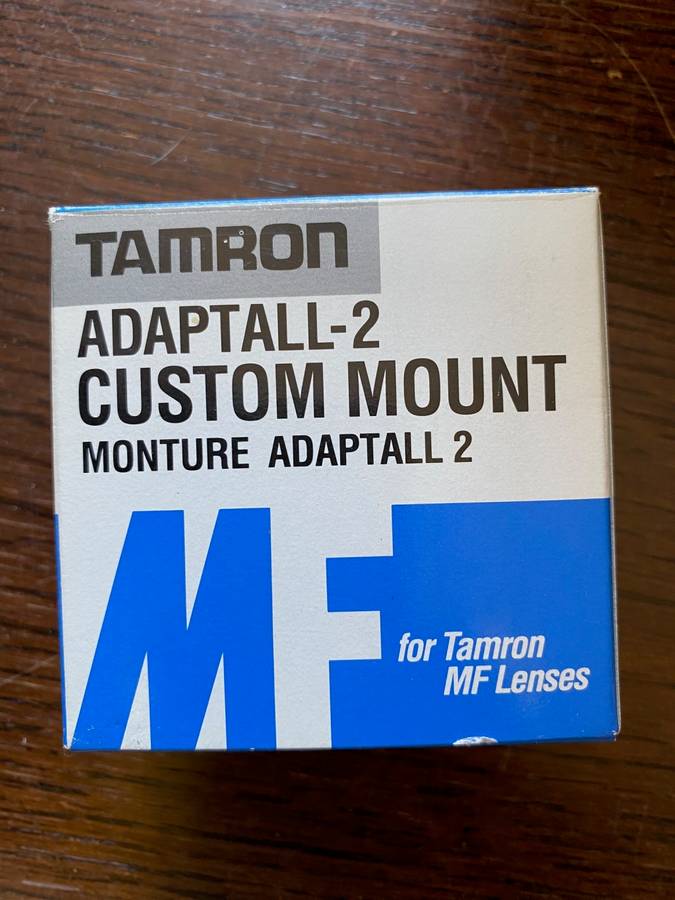 TAMRON
ADAPTALL-2
CUSTOM MOUNT
MONTURE ADAPTALL 2
MF
for Tamron
MF Lenses